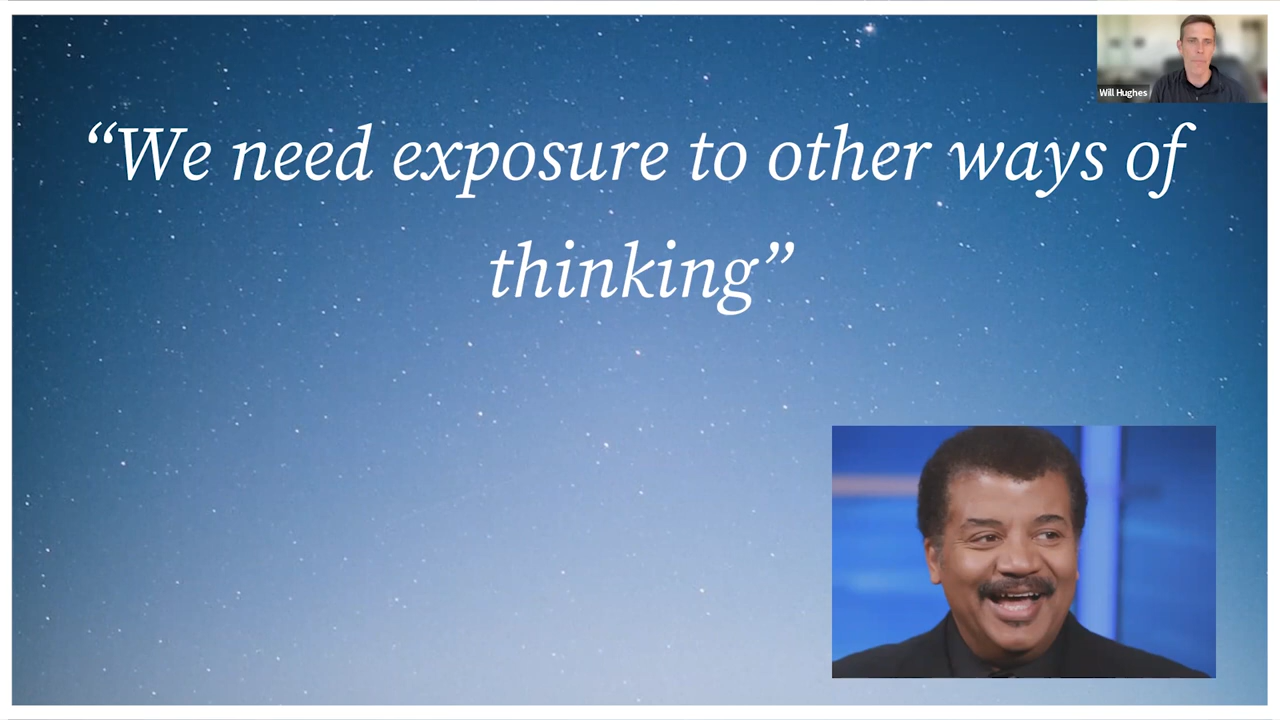 Will Hughes
“We need exposure to other ways of
thinking”